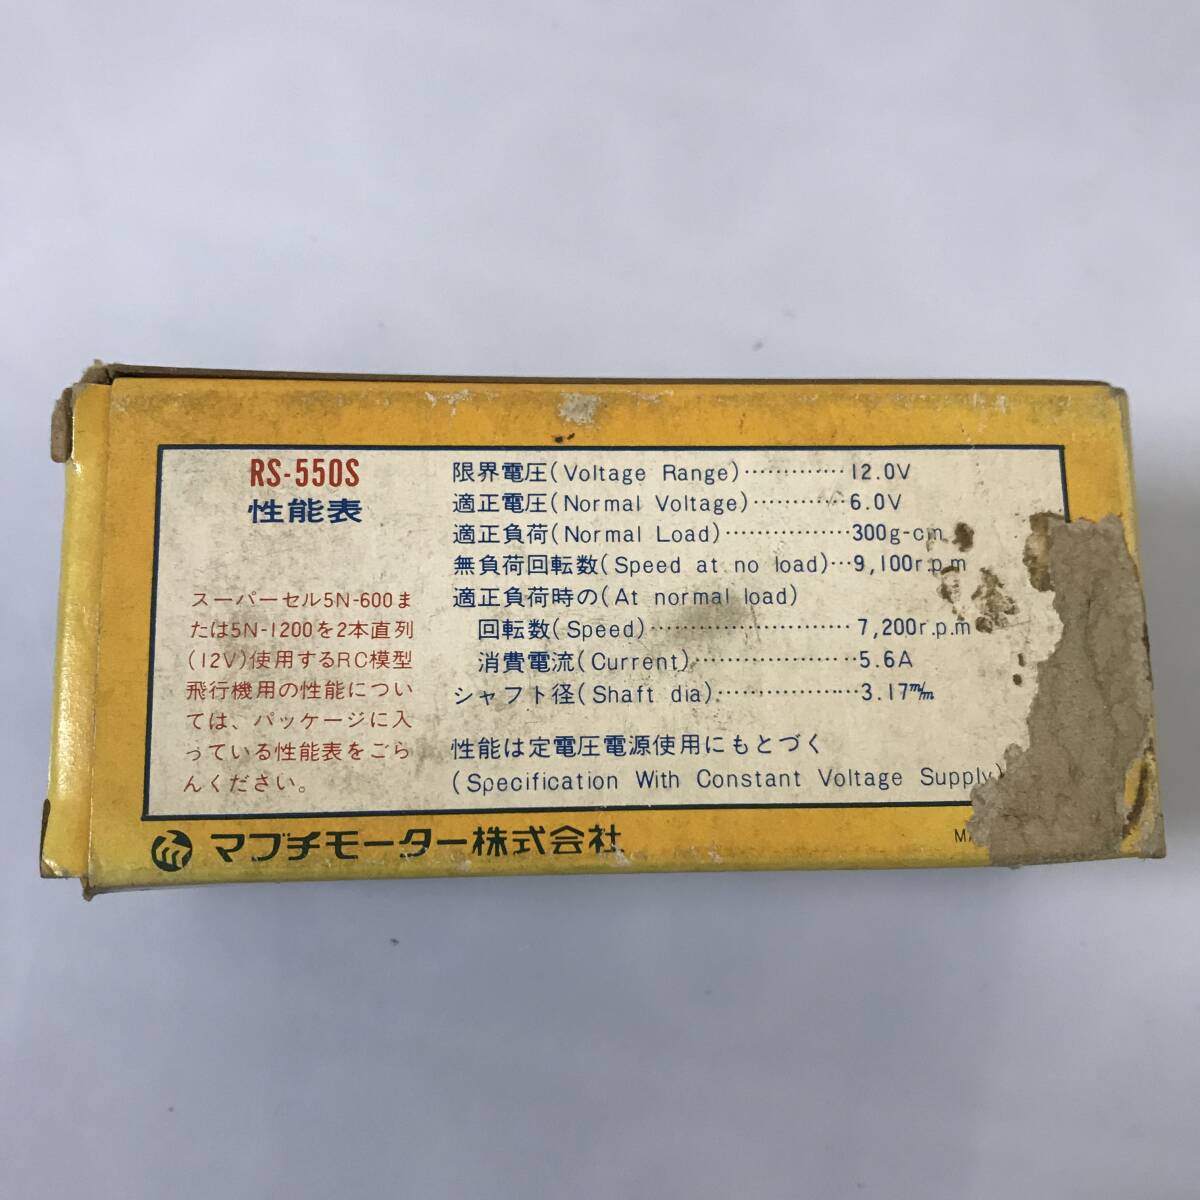 RS-550S
性能表
スーパーセル5N-600ま
たは5N-1200を2本直列
(12V)使用するRC模型
飛行機用の性能につい
ては、パッケージに入
っている性能表をごら
んください。
限界電圧(Voltage Range)············· 12.0V
適正電圧(Normal Voltage)············6.0V
適正負荷(Normal Load)················300g-cm
無負荷回転数(Speed at no load)···9,100r.p.m
適正負荷時の(At normal load)
回転数(Speed)·························· 7,200r.p.m
消費電流(Current)·····················5.6A
シャフト径(Shaft dia)··················3.17m/m
性能は定電圧電源使用にもとづく
(Specification With Constant Voltage Supply)
マブチモーター株式会社